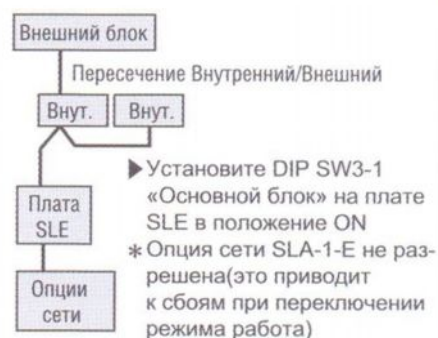 Внешний блок
Пересечение Внутренний/Внешний
Внут.
Внут.
Плата
SLE
Опции
сети
▶Установите DIP SW3-1
«Основной блок» на плате
SLE в положение ON
*Опция сети SLA-1-E не раз-
решена(это приводит
к сбоям при переключении
режима работа)